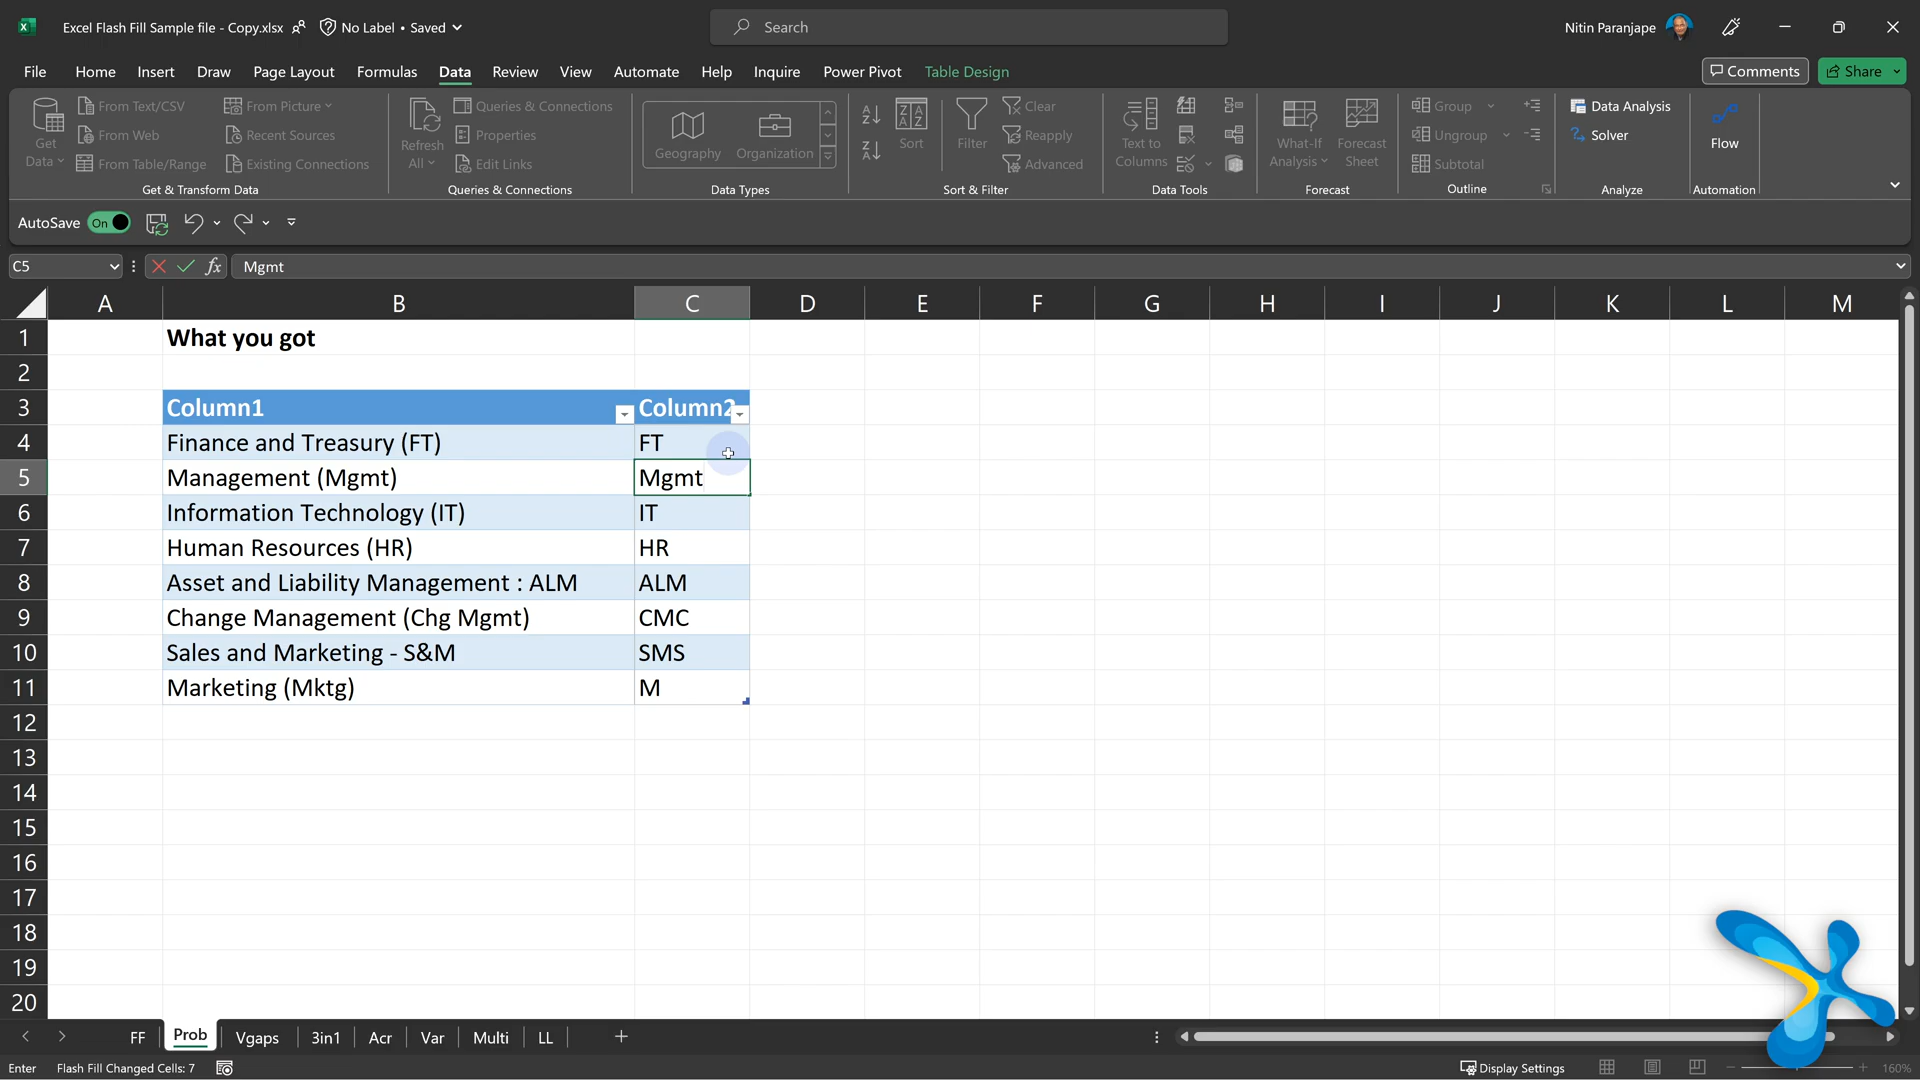 Excel Flash Fill Sample file - Copy.xlsx No Label • Saved Search Nitin Paranjape
File Home Insert Draw Page Layout Formulas Data Review View Automate Help Inquire Power Pivot Table Design Comments Share
Get Data From Text/CSV From Web From Table/Range From Picture Recent Sources Existing Connections
Refresh All Queries & Connections Properties Edit Links
Geography Organization
Sort Filter Clear Reapply Advanced
Text to Columns
What-If Analysis Forecast Sheet
Group Ungroup Subtotal
Data Analysis Solver
Flow
Get & Transform Data Queries & Connections Data Types Sort & Filter Data Tools Forecast Outline Analyze Automation
AutoSave On
C5 fx Mgmt
A B C D E F G H I J K L M
1 What you got
2
3 Column1 Column2
4 Finance and Treasury (FT) FT
5 Management (Mgmt) Mgmt
6 Information Technology (IT) IT
7 Human Resources (HR) HR
8 Asset and Liability Management : ALM ALM
9 Change Management (Chg Mgmt) CMC
10 Sales and Marketing - S&M SMS
11 Marketing (Mktg) M
12
13
14
15
16
17
18
19
20
FF Prob Vgaps 3in1 Acr Var Multi LL
Enter Flash Fill Changed Cells: 7 Display Settings 160%